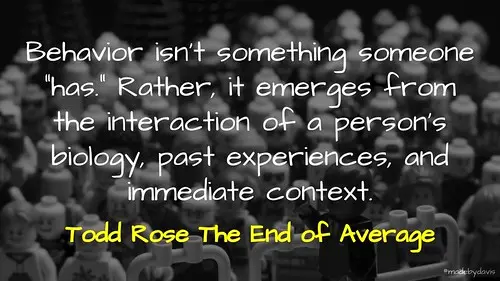 Behavior isn't something someone
"has." Rather, it emerges from
the interaction of a person's
biology, past experiences, and
immediate context.
Todd Rose The End of Average
#madebydavis